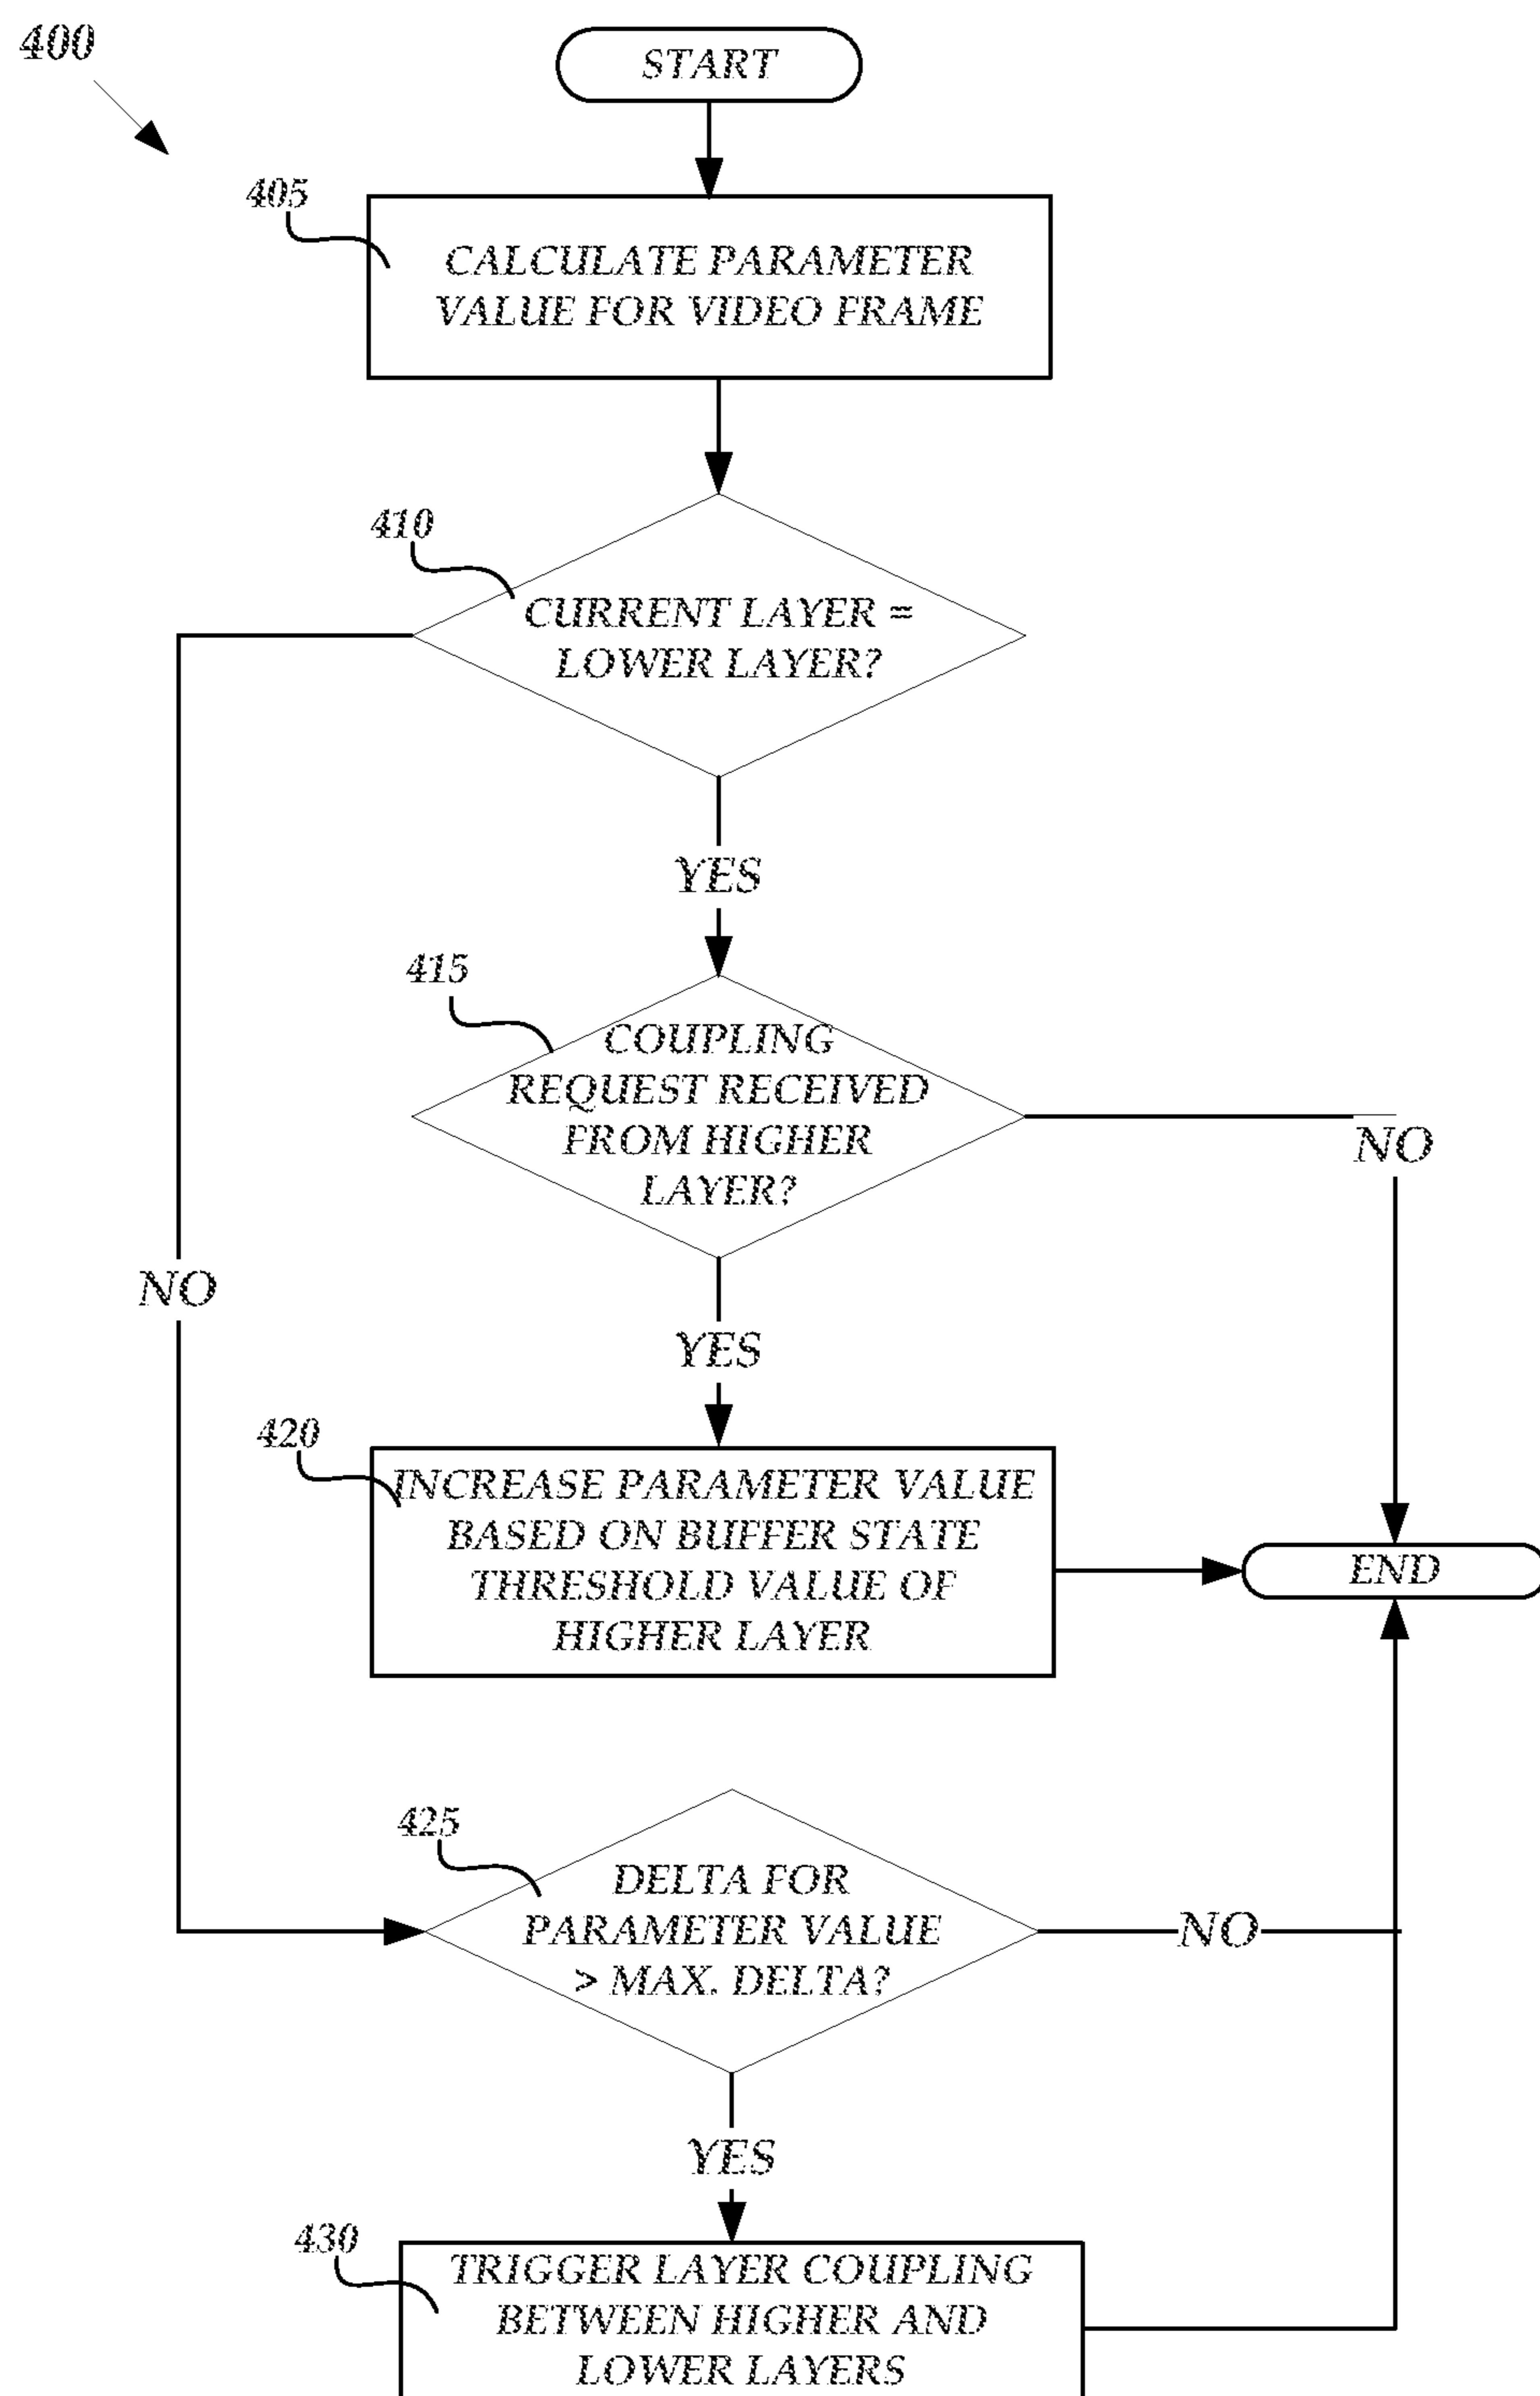 400
START
405
CALCULATE PARAMETER
VALUE FOR VIDEO FRAME
410
CURRENT LAYER =
LOWER LAYER?
YES
415
COUPLING
REQUEST RECEIVED
FROM HIGHER
LAYER?
NO
NO
YES
420
INCREASE PARAMETER VALUE
BASED ON BUFFER STATE
THRESHOLD VALUE OF
HIGHER LAYER
END
425
DELTA FOR
PARAMETER VALUE
> MAX. DELTA?
NO
YES
430
TRIGGER LAYER COUPLING
BETWEEN HIGHER AND
LOWER LAYERS